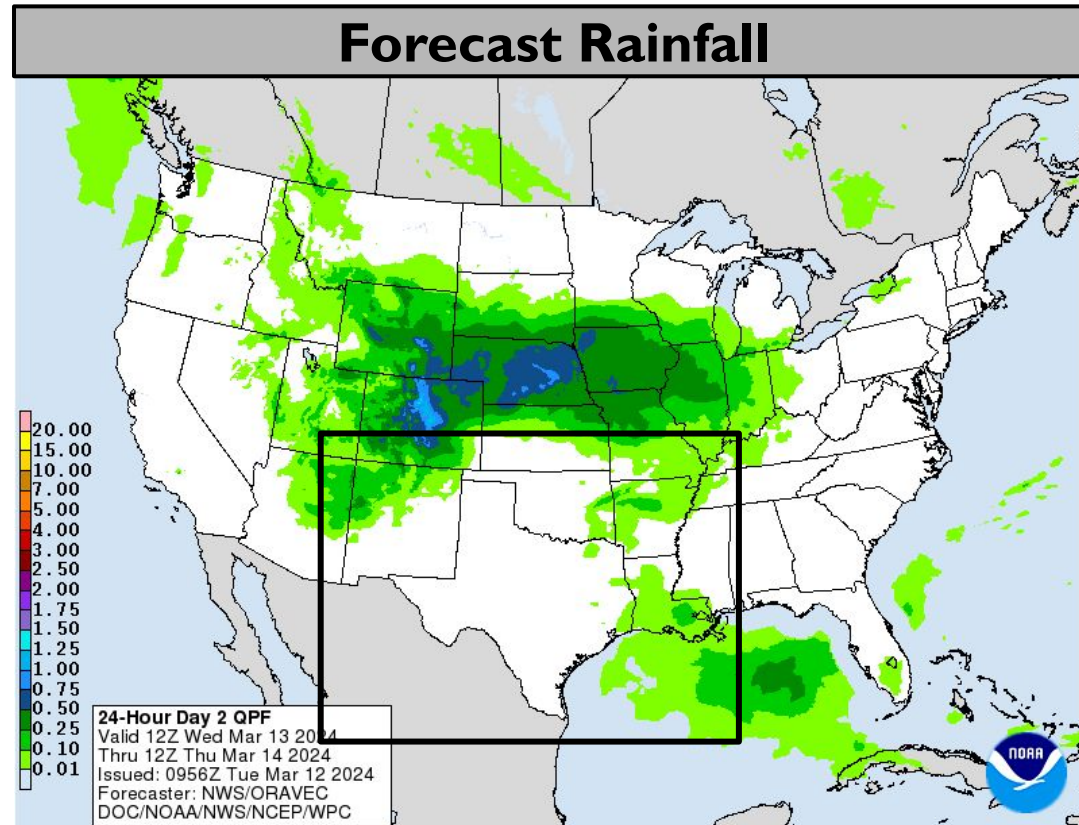 Forecast Rainfall
20.00
15.00
10.00
7.00
5.00
4.00
3.00
2.50
2.00
1.75
1.50
1.25
1.00
0.75
0.50
0.25
0.10
0.01
24-Hour Day 2 QPF
Valid 12Z Wed Mar 13 2024
Thru 12Z Thu Mar 14 2024
Issued: 0956Z Tue Mar 12 2024
Forecaster: NWS/ORAVEC
DOC/NOAA/NWS/NCEP/WPC
NOAA